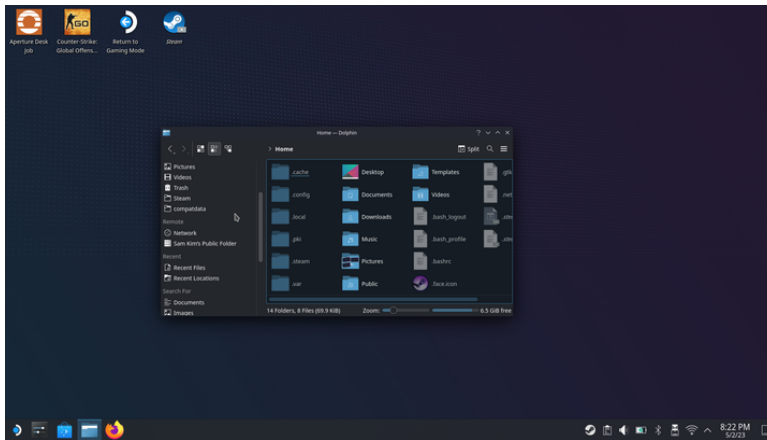 Aperture Desk
Job
Counter-Strike:
Global Offens...
Return to
Gaming Mode
Steam
Home — Dolphin
Home
Split
Pictures
Videos
Trash
Steam
compatdata
Remote
Network
Sam Kim's Public Folder
Recent
Recent Files
Recent Locations
Search For
Documents
Images
.cache
Desktop
Templates
.config
Documents
Videos
.local
Downloads
.bash_logout
.pki
Music
.bash_profile
.steam
Pictures
.bashrc
.var
Public
.face.icon
14 Folders, 8 Files (69.9 KiB)
Zoom:
6.5 GiB free
8:22 PM
5/2/23